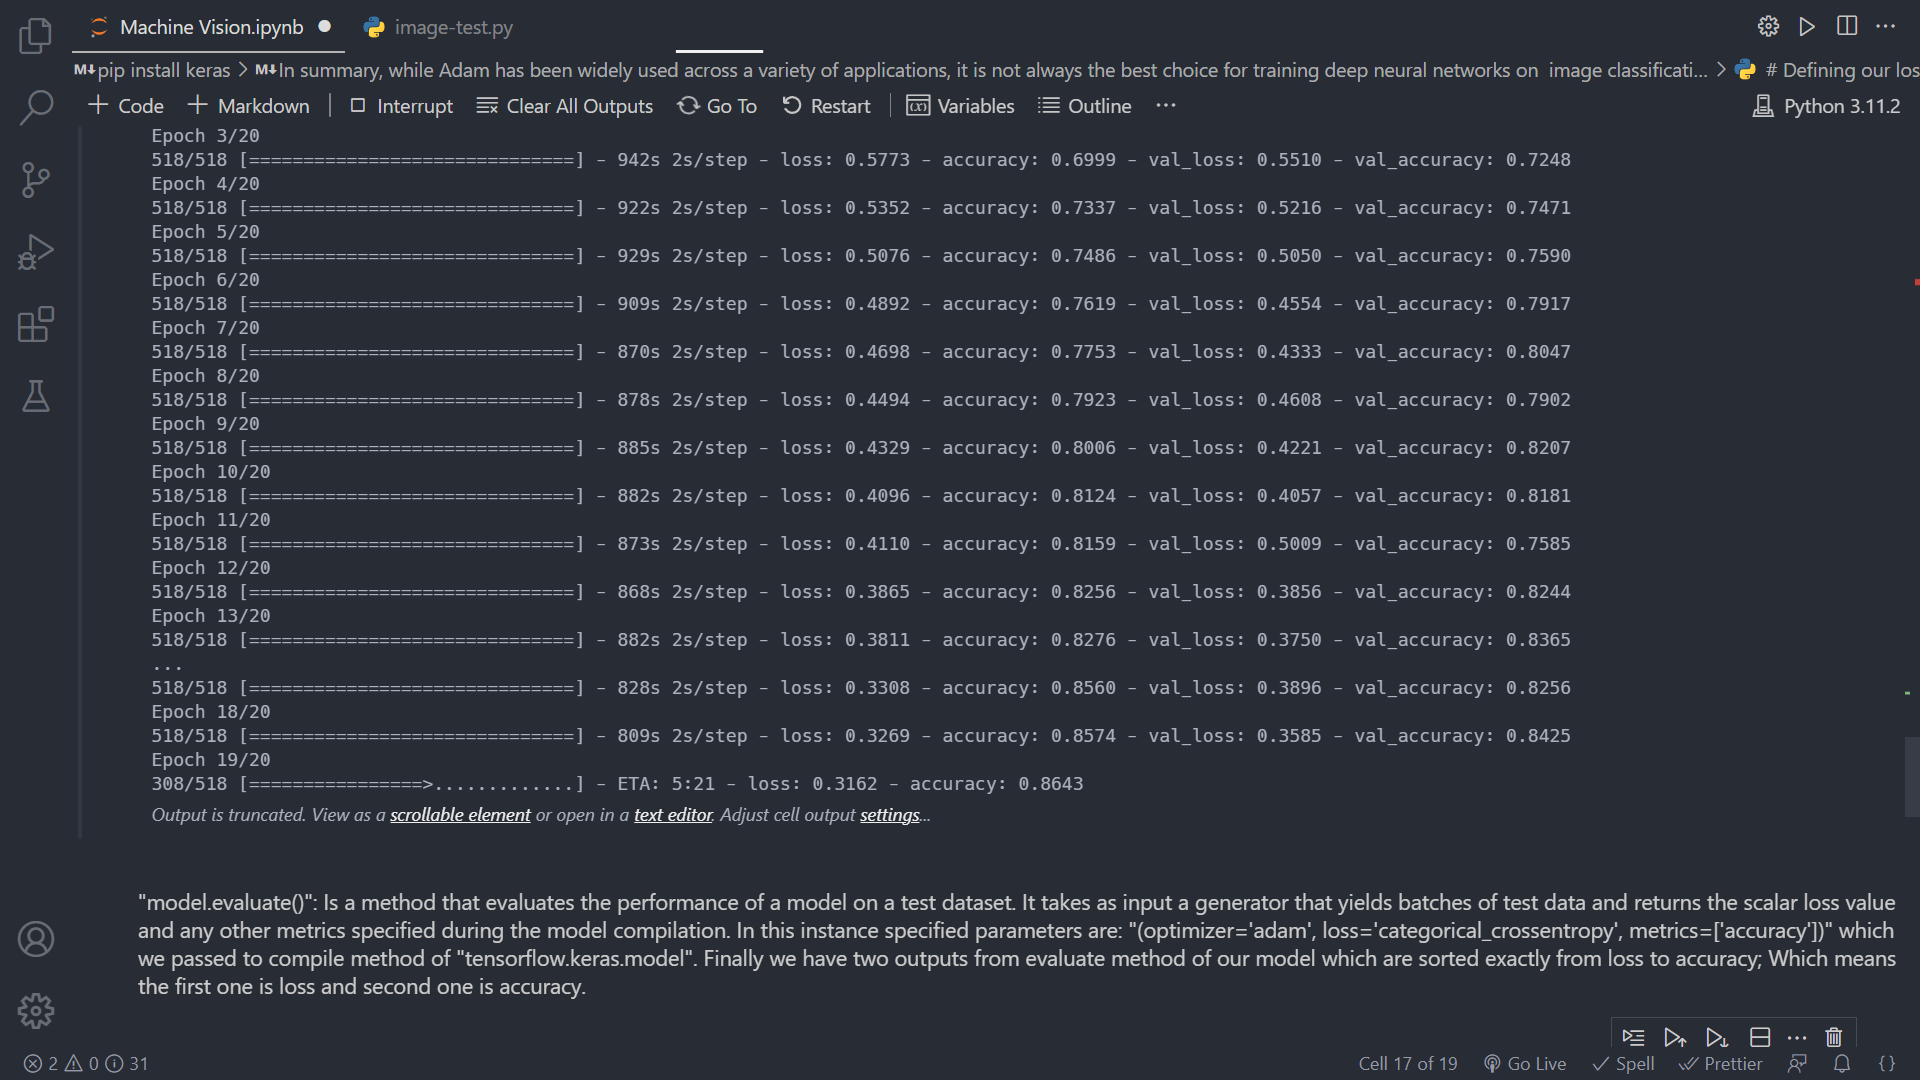 Machine Vision.ipynb
image-test.py
M↓pip install keras > M↓In summary, while Adam has been widely used across a variety of applications, it is not always the best choice for training deep neural networks on image classificati... > # Defining our los
+ Code + Markdown | Interrupt Clear All Outputs Go To Restart | Variables Outline ... Python 3.11.2
Epoch 3/20
518/518 [==============================] - 942s 2s/step - loss: 0.5773 - accuracy: 0.6999 - val_loss: 0.5510 - val_accuracy: 0.7248
Epoch 4/20
518/518 [==============================] - 922s 2s/step - loss: 0.5352 - accuracy: 0.7337 - val_loss: 0.5216 - val_accuracy: 0.7471
Epoch 5/20
518/518 [==============================] - 929s 2s/step - loss: 0.5076 - accuracy: 0.7486 - val_loss: 0.5050 - val_accuracy: 0.7590
Epoch 6/20
518/518 [==============================] - 909s 2s/step - loss: 0.4892 - accuracy: 0.7619 - val_loss: 0.4554 - val_accuracy: 0.7917
Epoch 7/20
518/518 [==============================] - 870s 2s/step - loss: 0.4698 - accuracy: 0.7753 - val_loss: 0.4333 - val_accuracy: 0.8047
Epoch 8/20
518/518 [==============================] - 878s 2s/step - loss: 0.4494 - accuracy: 0.7923 - val_loss: 0.4608 - val_accuracy: 0.7902
Epoch 9/20
518/518 [==============================] - 885s 2s/step - loss: 0.4329 - accuracy: 0.8006 - val_loss: 0.4221 - val_accuracy: 0.8207
Epoch 10/20
518/518 [==============================] - 882s 2s/step - loss: 0.4096 - accuracy: 0.8124 - val_loss: 0.4057 - val_accuracy: 0.8181
Epoch 11/20
518/518 [==============================] - 873s 2s/step - loss: 0.4110 - accuracy: 0.8159 - val_loss: 0.5009 - val_accuracy: 0.7585
Epoch 12/20
518/518 [==============================] - 868s 2s/step - loss: 0.3865 - accuracy: 0.8256 - val_loss: 0.3856 - val_accuracy: 0.8244
Epoch 13/20
518/518 [==============================] - 882s 2s/step - loss: 0.3811 - accuracy: 0.8276 - val_loss: 0.3750 - val_accuracy: 0.8365
...
518/518 [==============================] - 828s 2s/step - loss: 0.3308 - accuracy: 0.8560 - val_loss: 0.3896 - val_accuracy: 0.8256
Epoch 18/20
518/518 [==============================] - 809s 2s/step - loss: 0.3269 - accuracy: 0.8574 - val_loss: 0.3585 - val_accuracy: 0.8425
Epoch 19/20
308/518 [================>.............] - ETA: 5:21 - loss: 0.3162 - accuracy: 0.8643
Output is truncated. View as a scrollable element or open in a text editor. Adjust cell output settings...
"model.evaluate()": Is a method that evaluates the performance of a model on a test dataset. It takes as input a generator that yields batches of test data and returns the scalar loss value
and any other metrics specified during the model compilation. In this instance specified parameters are: "(optimizer='adam', loss='categorical_crossentropy', metrics=['accuracy'])" which
we passed to compile method of "tensorflow.keras.model". Finally we have two outputs from evaluate method of our model which are sorted exactly from loss to accuracy; Which means
the first one is loss and second one is accuracy.
2 0 31 Cell 17 of 19 Go Live Spell Prettier {}